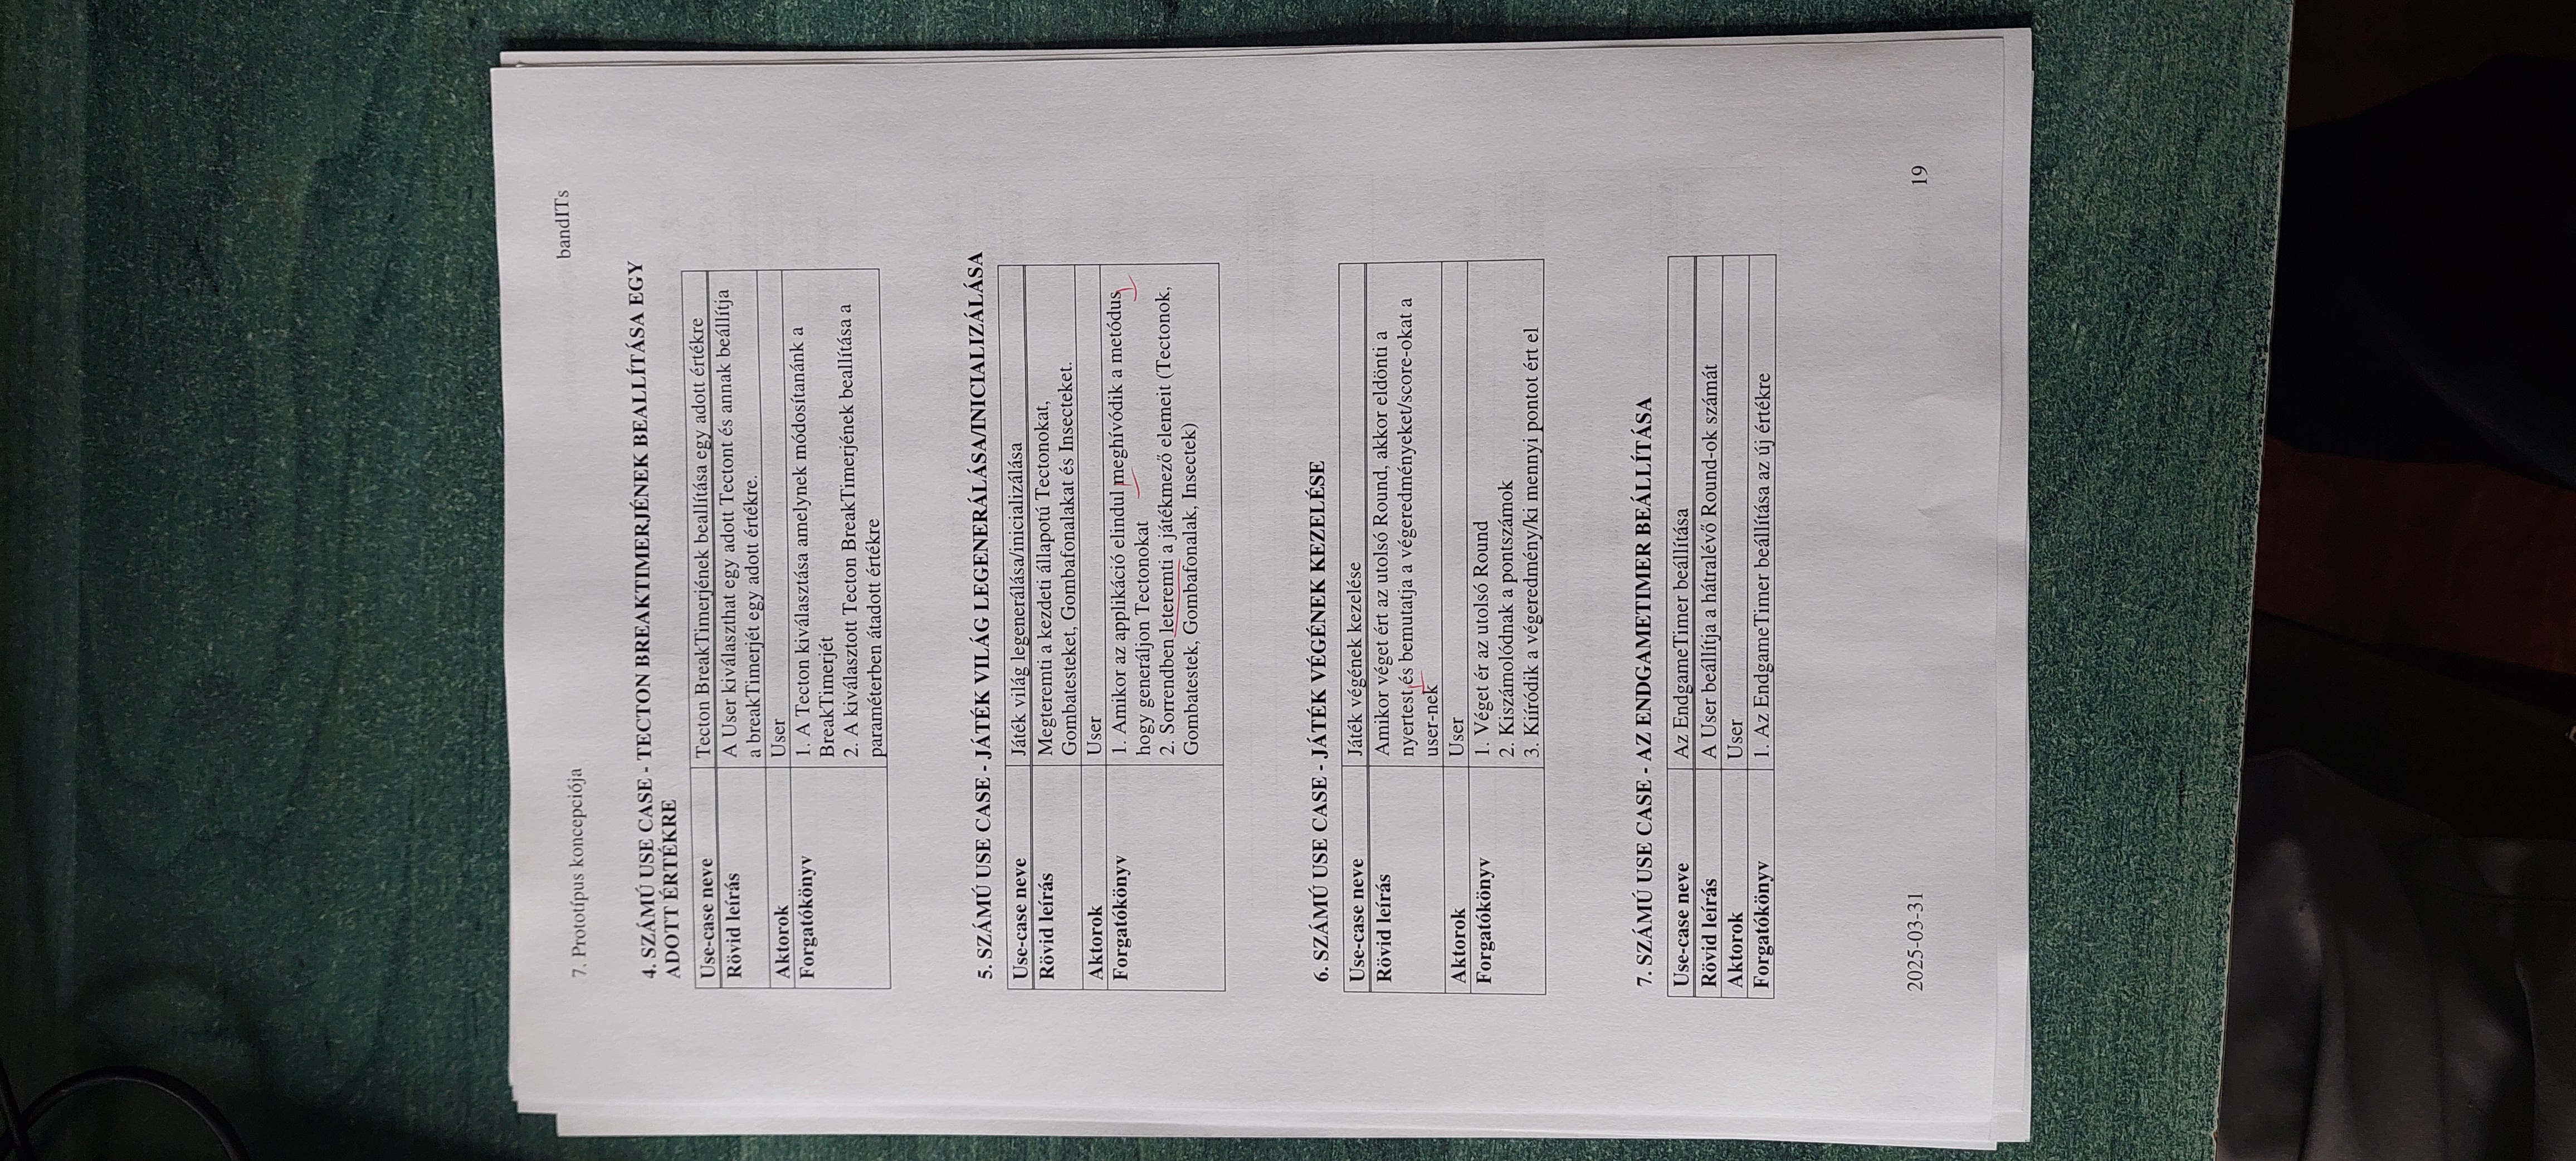 7. Prototípus koncepciója bandITs
4. SZÁMÚ USE CASE - TECTON BREAKTIMERJÉNEK BEALLÍTÁSA EGY
ADOTT ÉRTÉKRE
Use-case neve Tecton BreakTimerjének beallítása egy adott értékre
Rövid leírás A User kiválaszthat egy adott Tectont és annak beállítja
a breakTimerjét egy adott értékre.
Aktorok User
Forgatókönyv 1. A Tecton kiválasztása amelynek módosítanánk a
BreakTimerjét
2. A kiválasztott Tecton BreakTimerjének beallítása a
paraméterben átadott értékre
5. SZÁMÚ USE CASE - JÁTÉK VILÁG LEGENERÁLÁSA/INICIALIZÁLÁSA
Use-case neve Játék világ legenerálása/inicializálása
Rövid leírás Megteremti a kezdeti állapotú Tectonokat,
Gombatesteket, Gombafonalakat és Insecteket.
Aktorok User
Forgatókönyv 1. Amikor az applikáció elindul meghívódik a metódus
hogy generáljon Tectonokat
2. Sorrendben leteremti a játékmező elemeit (Tectonok,
Gombatestek, Gombafonalak, Insectek)
6. SZÁMÚ USE CASE - JÁTÉK VÉGÉNEK KEZELÉSE
Use-case neve Játék végének kezelése
Rövid leírás Amikor véget ért az utolsó Round, akkor eldönti a
nyertest és bemutatja a végeredményeket/score-okat a
user-nek
Aktorok User
Forgatókönyv 1. Véget ér az utolsó Round
2. Kiszámolódnak a pontszámok
3. Kiíródik a végeredmény/ki mennyi pontot ért el
7. SZÁMÚ USE CASE - AZ ENDGAMETIMER BEÁLLÍTÁSA
Use-case neve Az EndgameTimer beállítása
Rövid leírás A User beállítja a hátralévő Round-ok számát
Aktorok User
Forgatókönyv 1. Az EndgameTimer beállítása az új értékre
2025-03-31 19